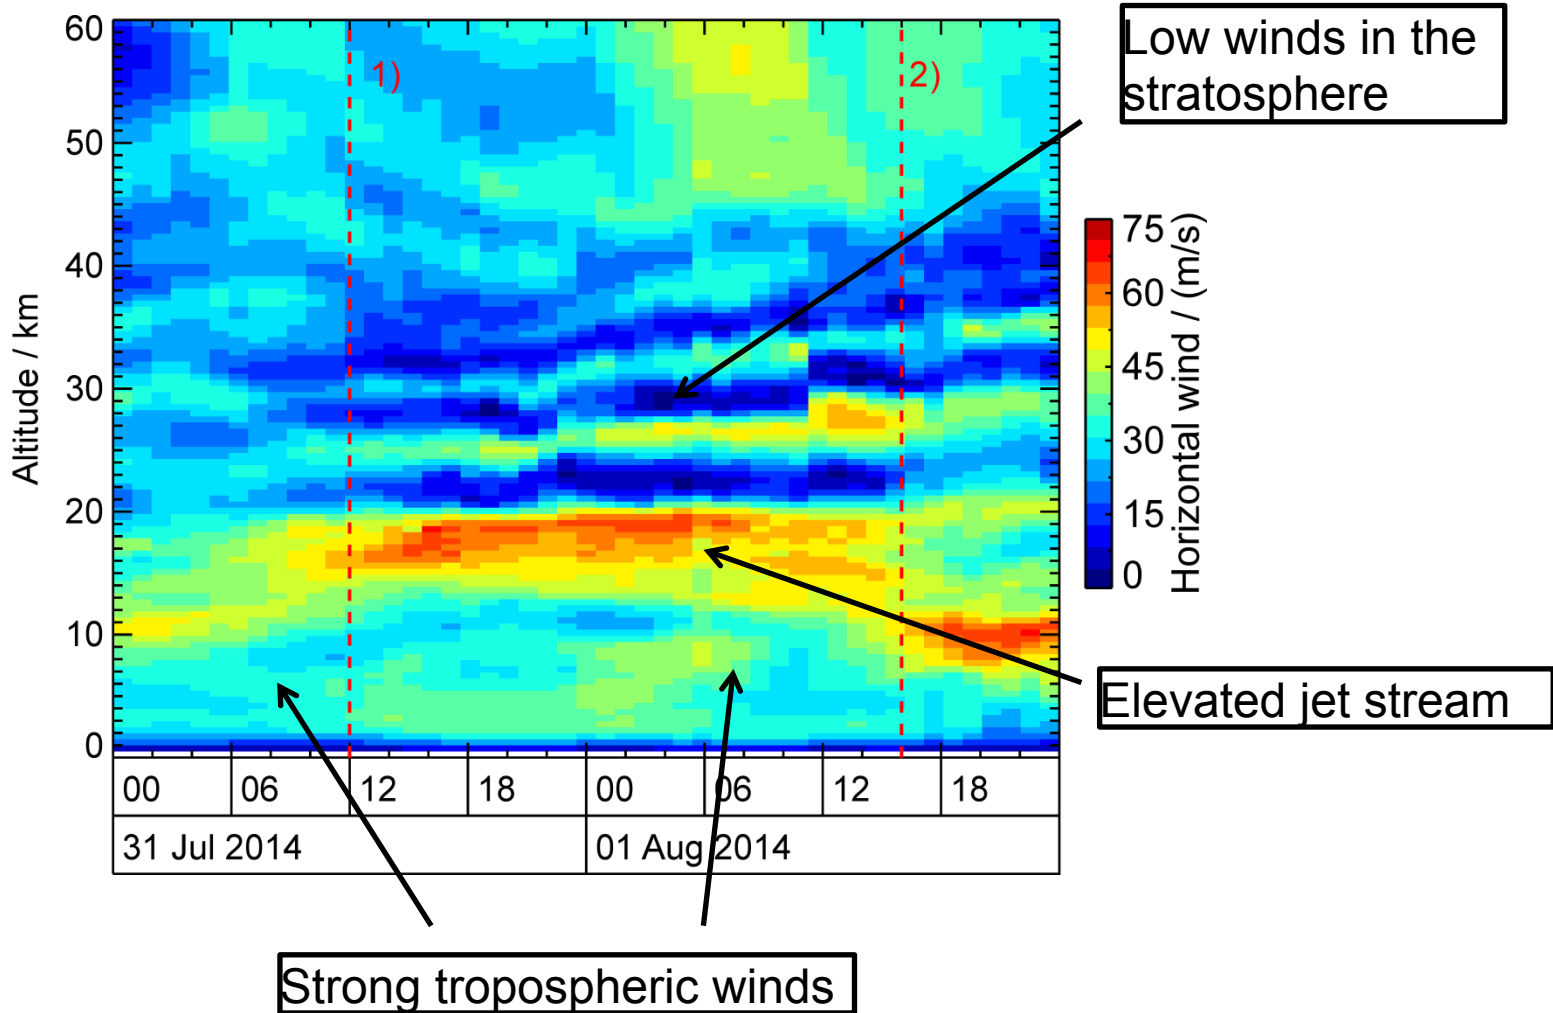 Low winds in the
stratosphere
60
50
40
30
20
10
0
Altitude / km
1)
2)
75
60
45
30
15
0
Horizontal wind / (m/s)
Elevated jet stream
00 06 12 18 00 06 12 18
31 Jul 2014 01 Aug 2014
Strong tropospheric winds